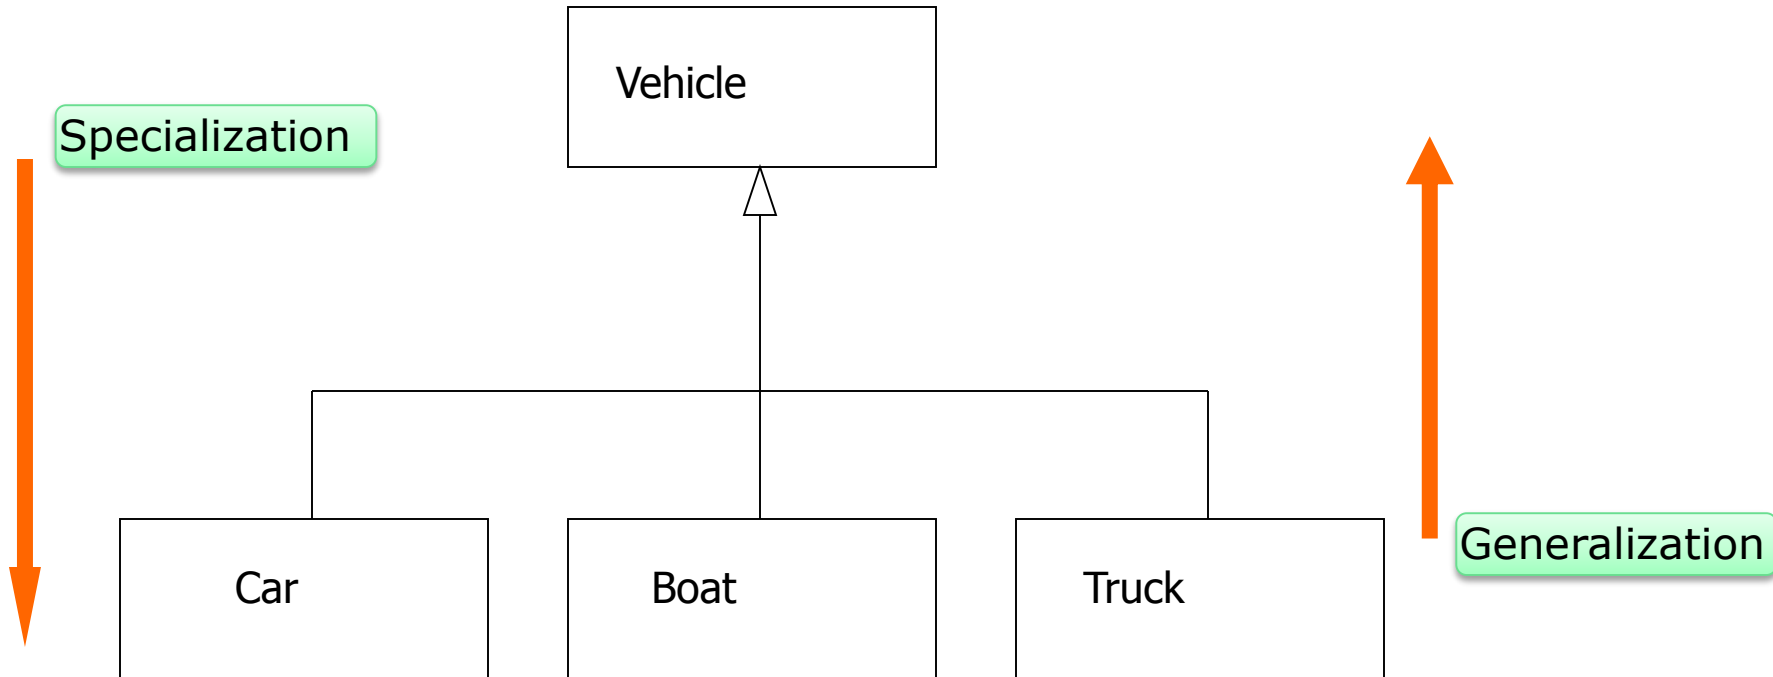 Vehicle
Specialization
Generalization
Car
Boat
Truck